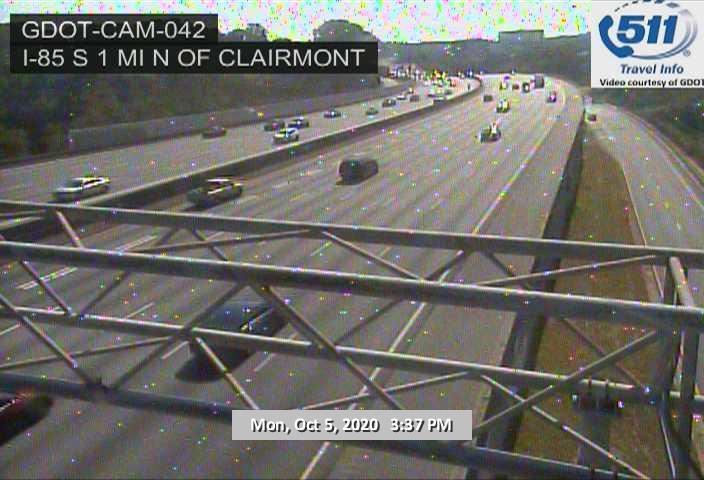 GDOT-CAM-042
I-85 S 1 MI N OF CLAIRMONT
511
Travel Info
Video courtesy of GDOT
Mon, Oct 5, 2020 3:37 PM